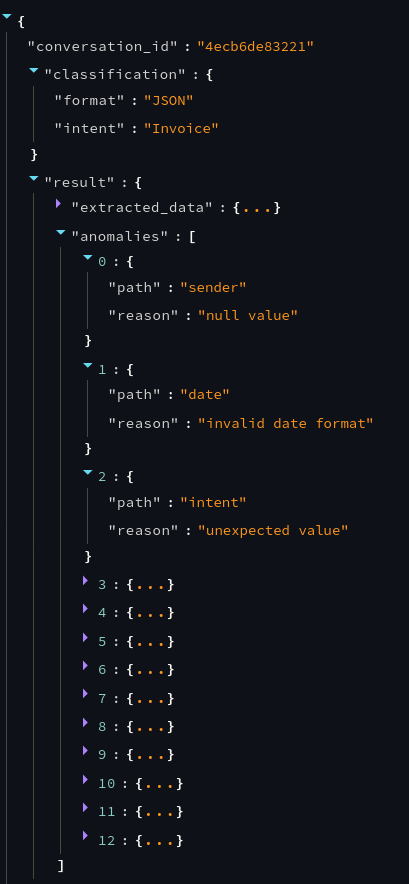 {
"conversation_id" : "4ecb6de83221"
"classification" : {
"format" : "JSON"
"intent" : "Invoice"
}
"result" : {
"extracted_data" : {...}
"anomalies" : [
0 : {
"path" : "sender"
"reason" : "null value"
}
1 : {
"path" : "date"
"reason" : "invalid date format"
}
2 : {
"path" : "intent"
"reason" : "unexpected value"
}
3 : {...}
4 : {...}
5 : {...}
6 : {...}
7 : {...}
8 : {...}
9 : {...}
10 : {...}
11 : {...}
12 : {...}
]